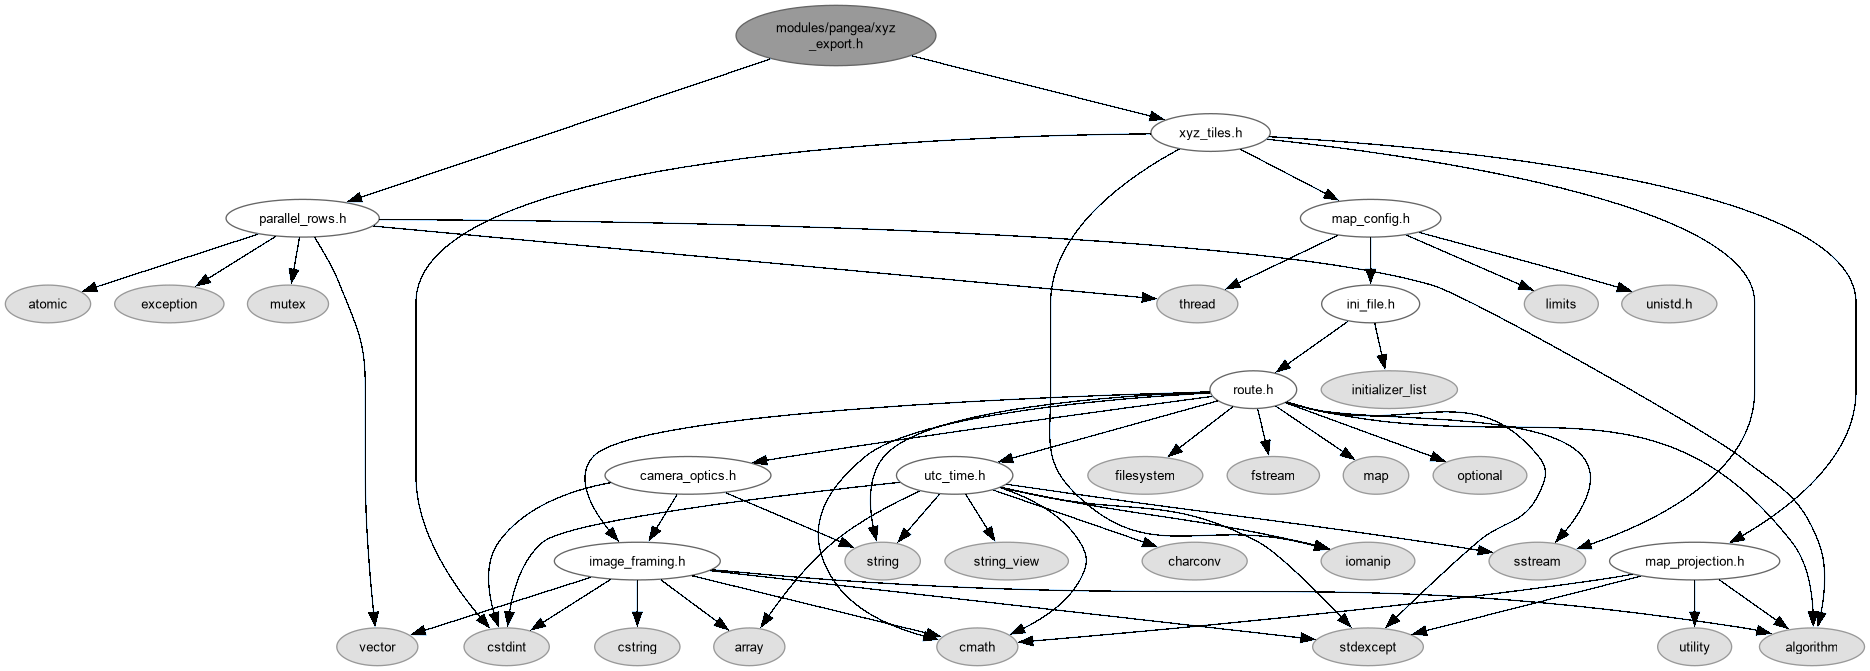 modules/pangea/xyz
_export.h
xyz_tiles.h
parallel_rows.h
map_config.h
atomic
exception
mutex
thread
ini_file.h
limits
unistd.h
route.h
initializer_list
camera_optics.h
utc_time.h
filesystem
fstream
map
optional
image_framing.h
string
string_view
charconv
iomanip
sstream
map_projection.h
vector
cstdint
cstring
array
cmath
stdexcept
utility
algorithm